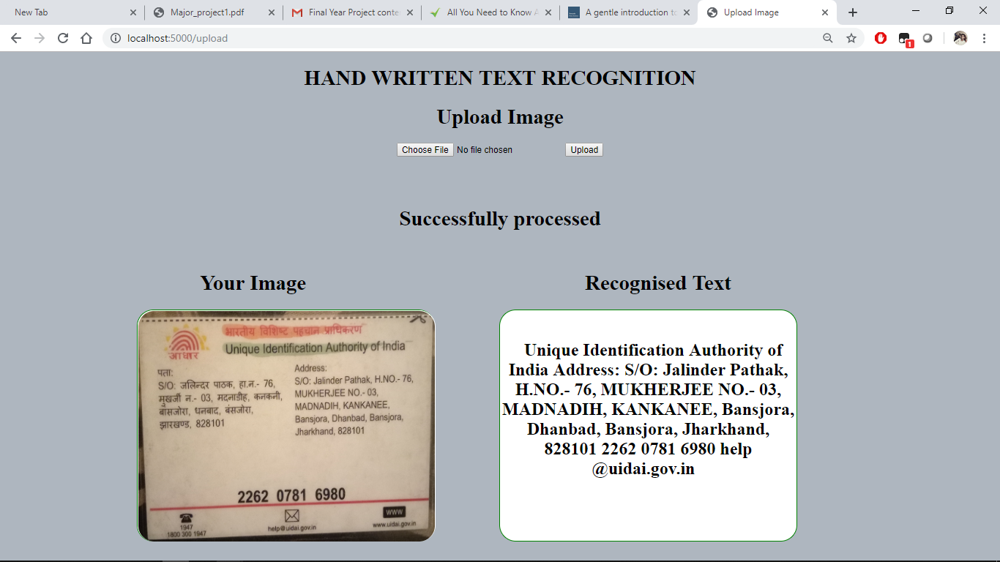 New Tab
Major_project1.pdf
Final Year Project conte
All You Need to Know A
A gentle introduction to
Upload Image
localhost:5000/upload
1
HAND WRITTEN TEXT RECOGNITION
Upload Image
Choose File No file chosen Upload
Successfully processed
Your Image
भारतीय विशिष्ट पहचान प्राधिकरण
Unique Identification Authority of India
आधार
पता:
S/O: जलिन्दर पाठक, हा.न.- 76,
मुखर्जी न.- 03, मदनाडीह, कनकनी,
बांसजोरा, धनबाद, बंसजोरा,
झारखण्ड, 828101
Address:
S/O: Jalinder Pathak, H.NO.- 76,
MUKHERJEE NO.- 03,
MADNADIH, KANKANEE,
Bansjora, Dhanbad, Bansjora,
Jharkhand, 828101
2262 0781 6980
1947
1800 300 1947
help@uidai.gov.in
WWW
www.uidai.gov.in
Recognised Text
Unique Identification Authority of
India Address: S/O: Jalinder Pathak,
H.NO.- 76, MUKHERJEE NO.- 03,
MADNADIH, KANKANEE, Bansjora,
Dhanbad, Bansjora, Jharkhand,
828101 2262 0781 6980 help
@uidai.gov.in